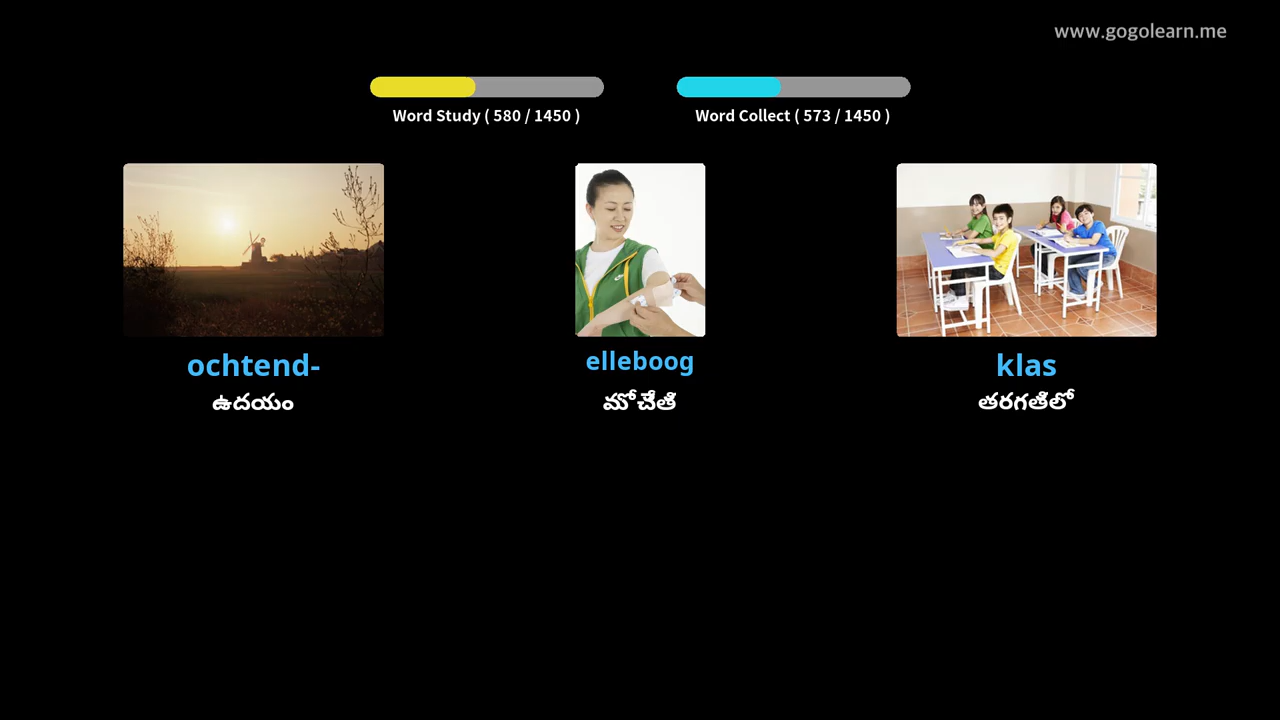 www.gogolearn.me
Word Study ( 580 / 1450 )
Word Collect ( 573 / 1450 )
ochtend-
elleboog
klas
ఉదయం
మోచేతి
తరగతిలో